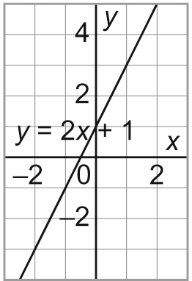 y
4
2
y = 2x + 1
x
–2 0 2
–2